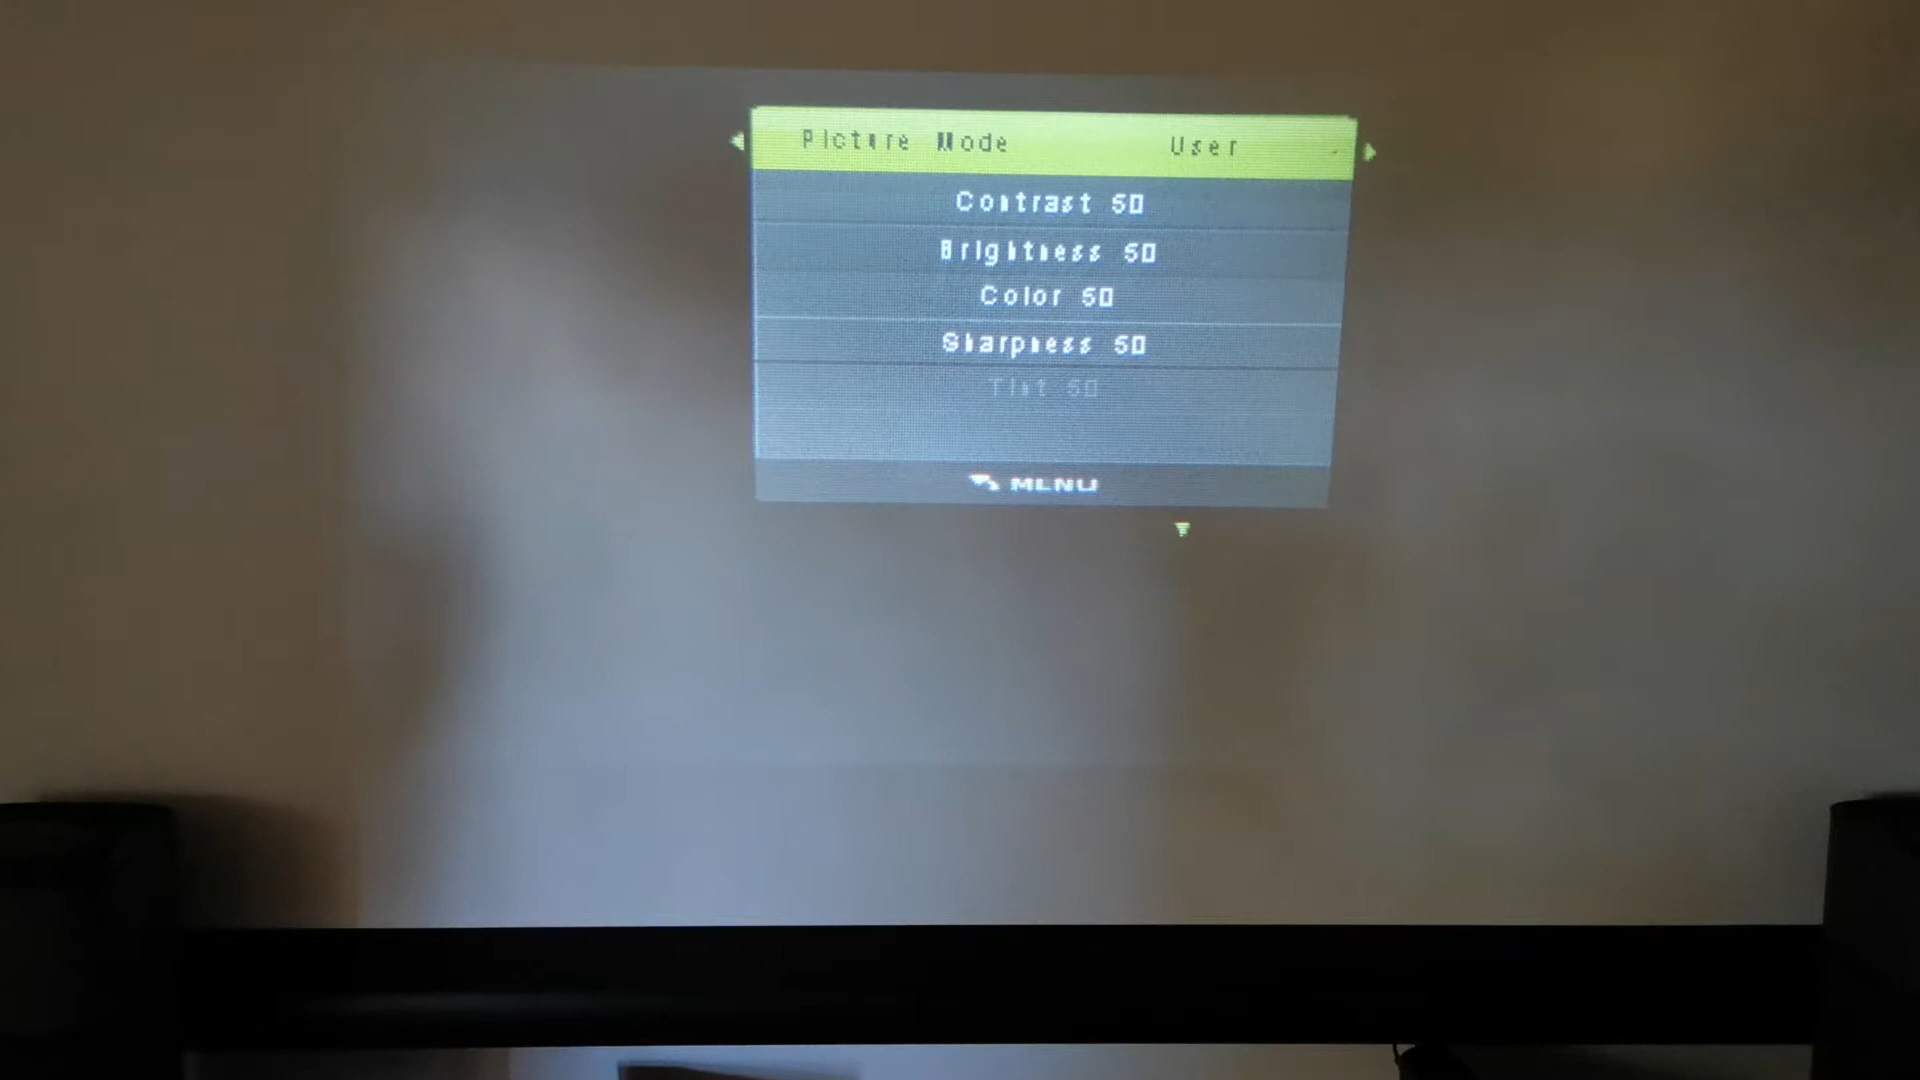 Picture Mode User
Contrast 50
Brightness 50
Color 50
Sharpness 50
Tint 50
MENU